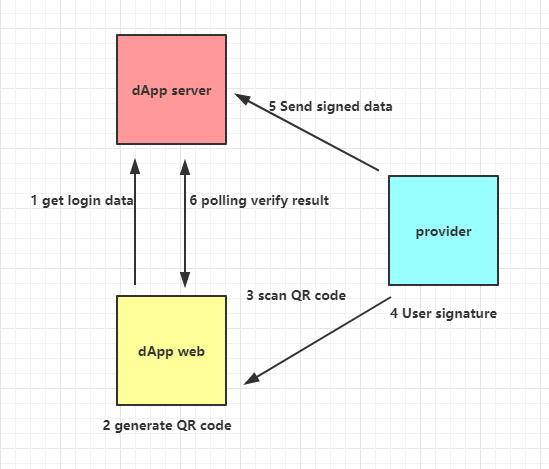 dApp server
5 Send signed data
1 get login data
6 polling verify result
provider
3 scan QR code
4 User signature
dApp web
2 generate QR code